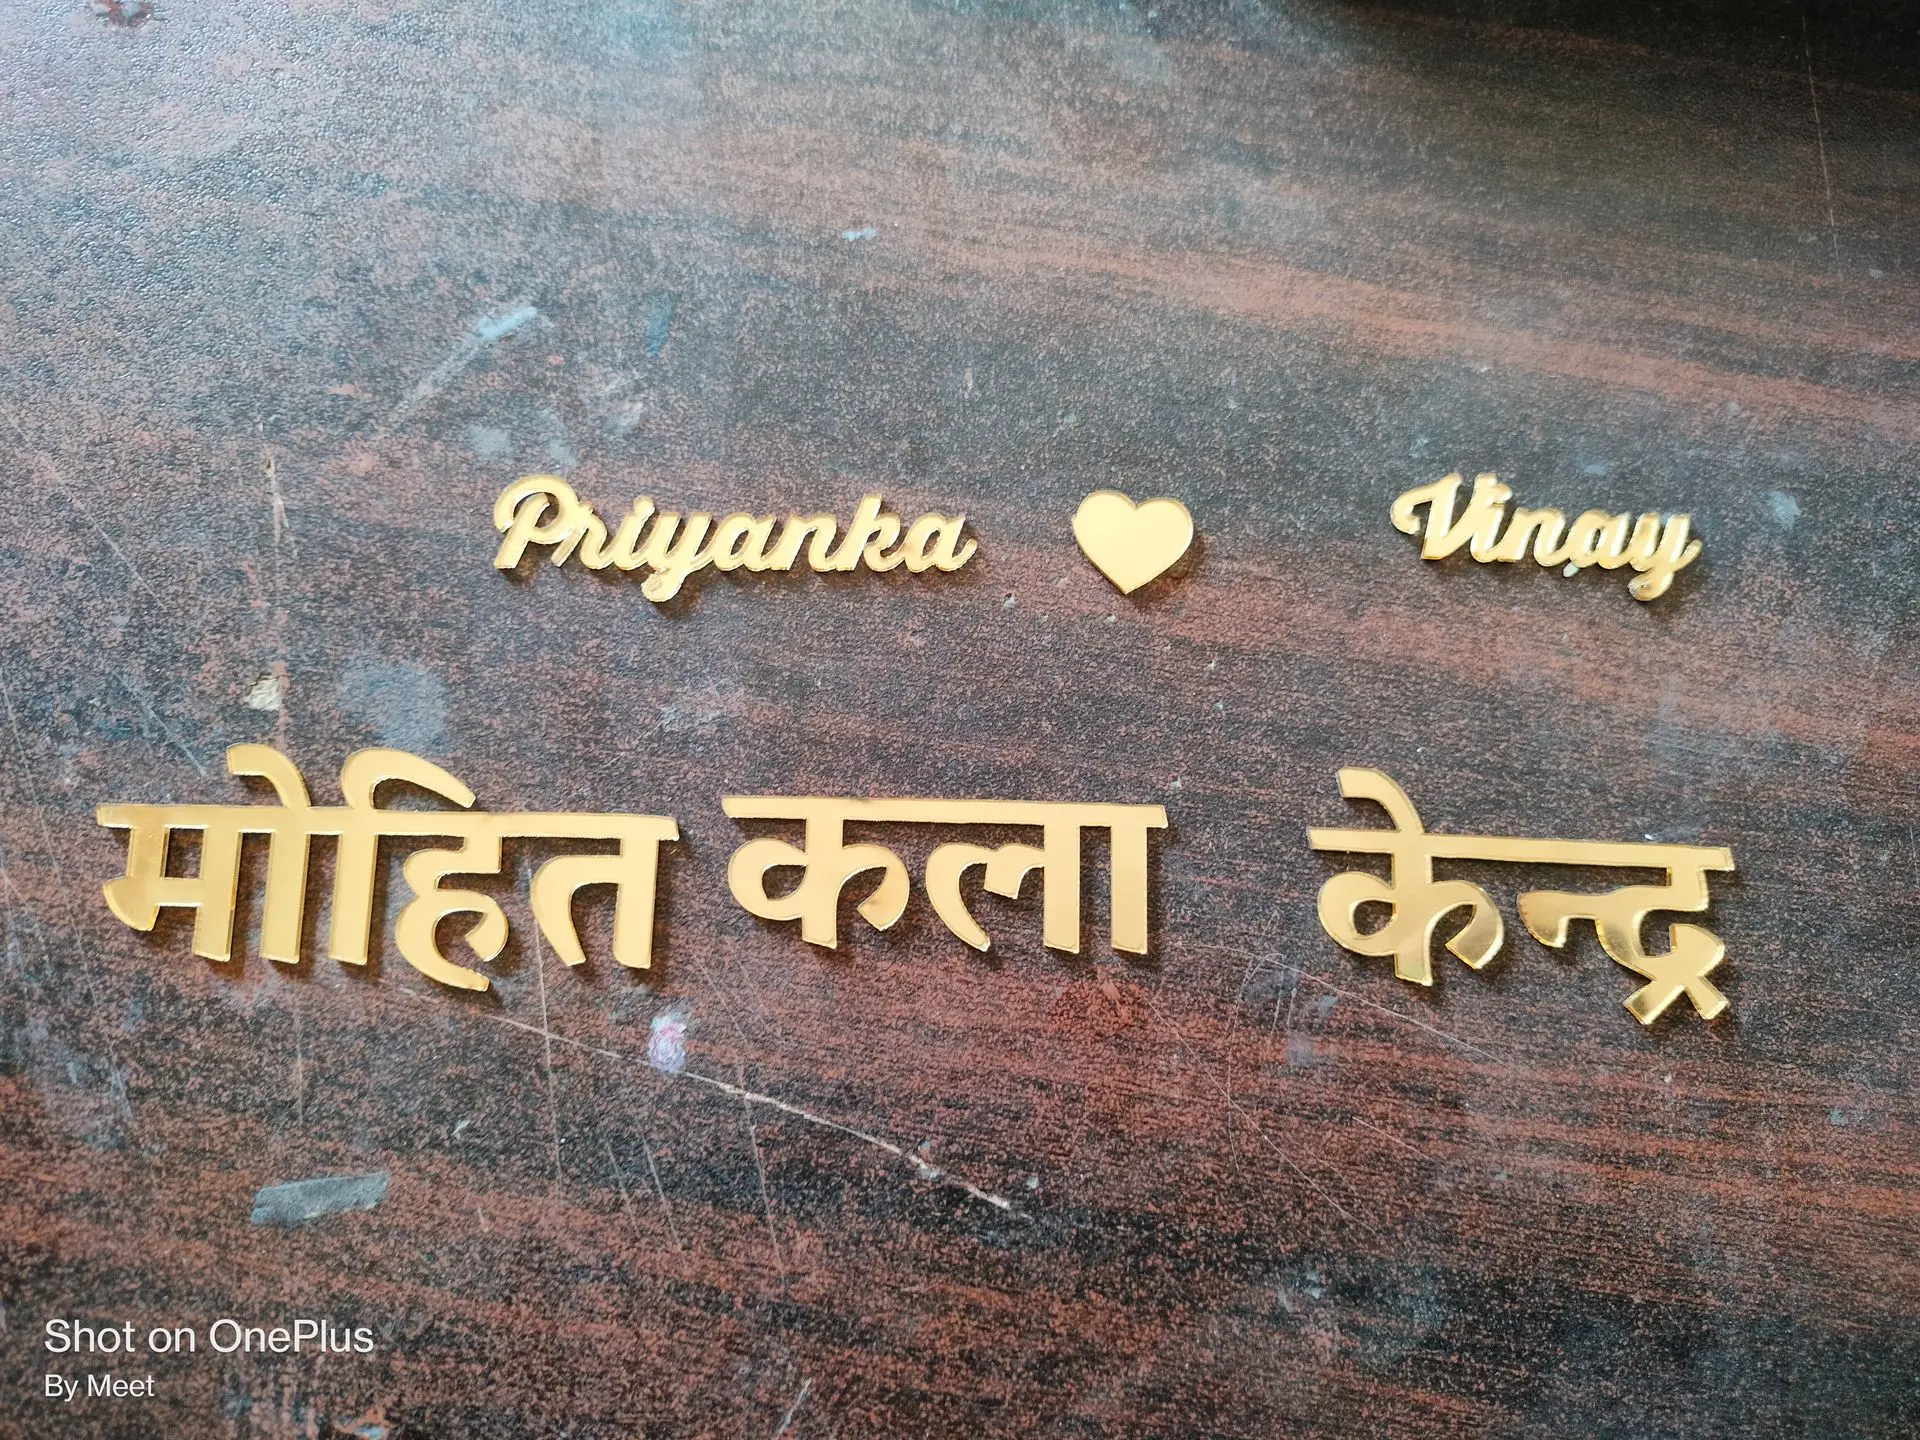 Priyanka Vinay
मोहित कला केन्द्र
Shot on OnePlus
By Meet